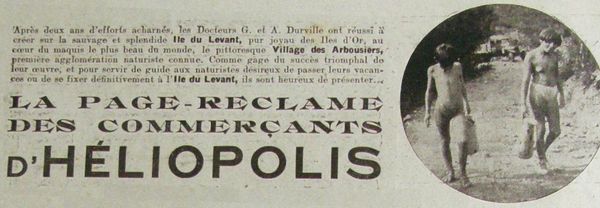 Après deux ans d'efforts acharnés, les Docteurs G. et A. Durville ont réussi à
créer sur la sauvage et splendide Ile du Levant, pur joyau des Iles d'Or, au
cœur du maquis le plus beau du monde, le pittoresque Village des Arbousiers,
première agglomération naturiste connue. Comme gage du succès triomphal de
leur œuvre, et pour servir de guide aux naturistes désireux de passer leurs vacan-
ces ou de se fixer définitivement à l'Ile du Levant, ils sont heureux de présenter...
LA PAGE-RECLAME
DES COMMERÇANTS
D'HÉLIOPOLIS